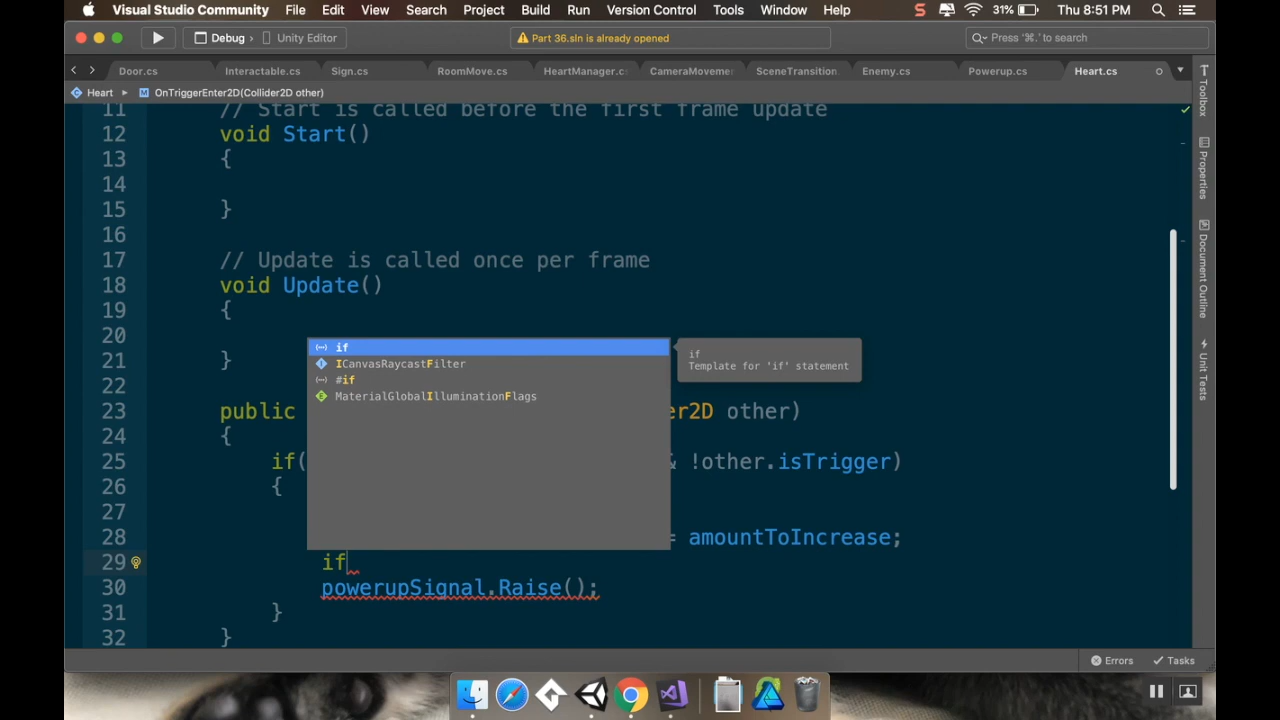 Visual Studio Community File Edit View Search Project Build Run Version Control Tools Window Help S 31% Thu 8:51 PM
Debug › Unity Editor Part 36.sln is already opened Press '⌘.' to search
Door.cs Interactable.cs Sign.cs RoomMove.cs HeartManager.cs CameraMoveme SceneTransition Enemy.cs Powerup.cs Heart.cs
Heart ▸ OnTriggerEnter2D(Collider2D other)
11 // Start is called before the first frame update
12 void Start()
13 {
14
15 }
16
17 // Update is called once per frame
18 void Update()
19 {
20
21 }
22
23 public er2D other)
24 {
25 if( & !other.isTrigger)
26 {
28 = amountToIncrease;
29 if
30 powerupSignal.Raise();
31 }
32 }
if
ICanvasRaycastFilter
#if
MaterialGlobalIlluminationFlags
if
Template for 'if' statement
Toolbox
Properties
Document Outline
Unit Tests
Errors Tasks